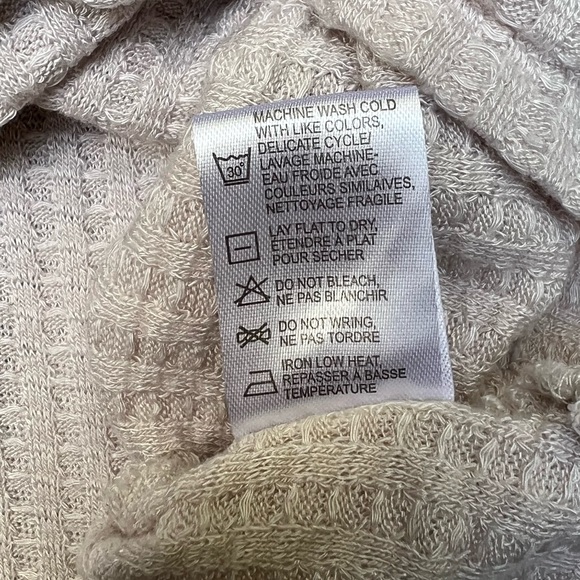 MACHINE WASH COLD
WITH LIKE COLORS,
DELICATE CYCLE/
LAVAGE MACHINE-
EAU FROIDE AVEC
COULEURS SIMILAIVES,
NETTOYAGE FRAGILE
30°
LAY FLAT TO DRY,
ÉTENDRE À PLAT
POUR SÉCHER
DO NOT BLEACH,
NE PAS BLANCHIR
DO NOT WRING,
NE PAS TORDRE
IRON LOW HEAT,
REPASSER À BASSE
TEMPÉRATURE